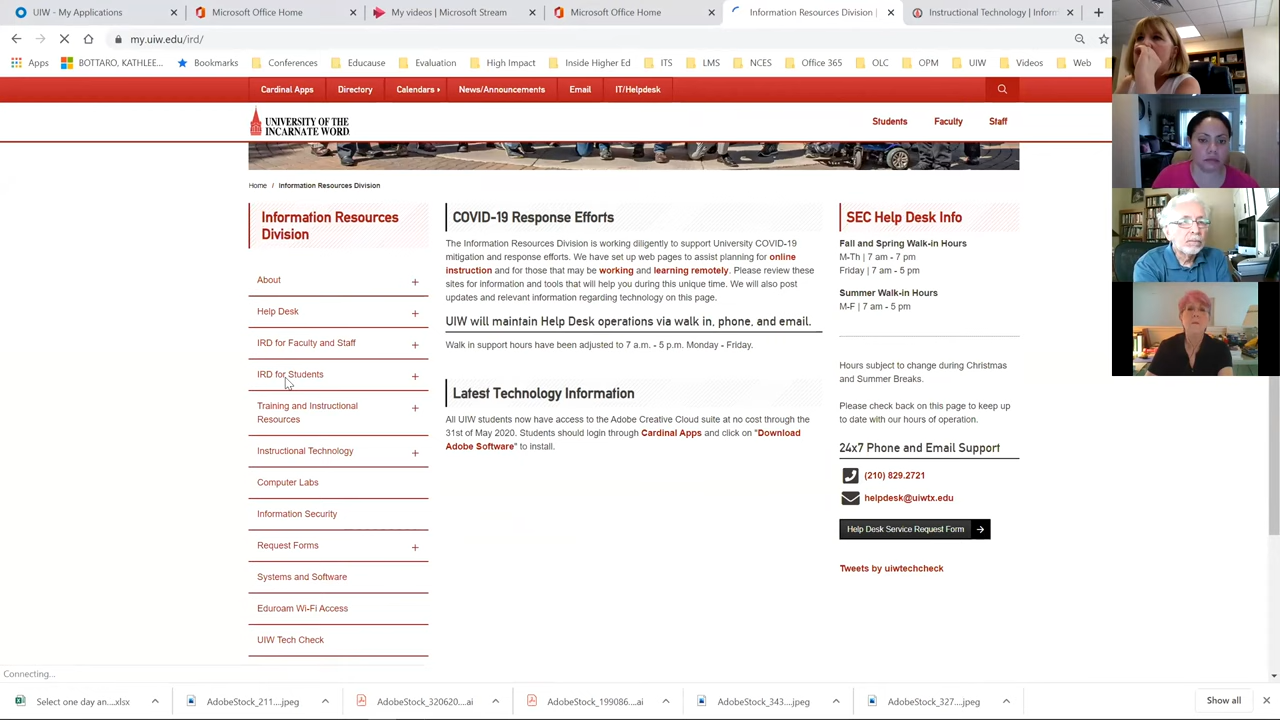 UIW - My Applications
Microsoft Office Home
My videos | Microsoft Stream
Microsoft Office Home
Information Resources Division |
Instructional Technology | Inform
my.uiw.edu/ird/
Apps
BOTTARO, KATHLEE...
Bookmarks
Conferences
Educause
Evaluation
High Impact
Inside Higher Ed
ITS
LMS
NCES
Office 365
OLC
OPM
UIW
Videos
Web
Cardinal Apps
Directory
Calendars
News/Announcements
Email
IT/Helpdesk
UNIVERSITY OF THE
INCARNATE WORD
Students
Faculty
Staff
Home / Information Resources Division
Information Resources
Division
About
Help Desk
IRD for Faculty and Staff
IRD for Students
Training and Instructional
Resources
Instructional Technology
Computer Labs
Information Security
Request Forms
Systems and Software
Eduroam Wi-Fi Access
UIW Tech Check
COVID-19 Response Efforts
The Information Resources Division is working diligently to support University COVID-19
mitigation and response efforts. We have set up web pages to assist planning for online
instruction and for those that may be working and learning remotely. Please review these
sites for information and tools that will help you during this unique time. We will also post
updates and relevant information regarding technology on this page.
UIW will maintain Help Desk operations via walk in, phone, and email.
Walk in support hours have been adjusted to 7 a.m. - 5 p.m. Monday - Friday.
Latest Technology Information
All UIW students now have access to the Adobe Creative Cloud suite at no cost through the
31st of May 2020. Students should login through Cardinal Apps and click on "Download
Adobe Software" to install.
SEC Help Desk Info
Fall and Spring Walk-in Hours
M-Th | 7 am - 7 pm
Friday | 7 am - 5 pm
Summer Walk-in Hours
M-F | 7 am - 5 pm
Hours subject to change during Christmas
and Summer Breaks.
Please check back on this page to keep up
to date with our hours of operation.
24x7 Phone and Email Support
(210) 829.2721
helpdesk@uiwtx.edu
Help Desk Service Request Form
Tweets by uiwtechcheck
Connecting...
Select one day an....xlsx
AdobeStock_211....jpeg
AdobeStock_320620....ai
AdobeStock_199086....ai
AdobeStock_343....jpeg
AdobeStock_327....jpeg
Show all